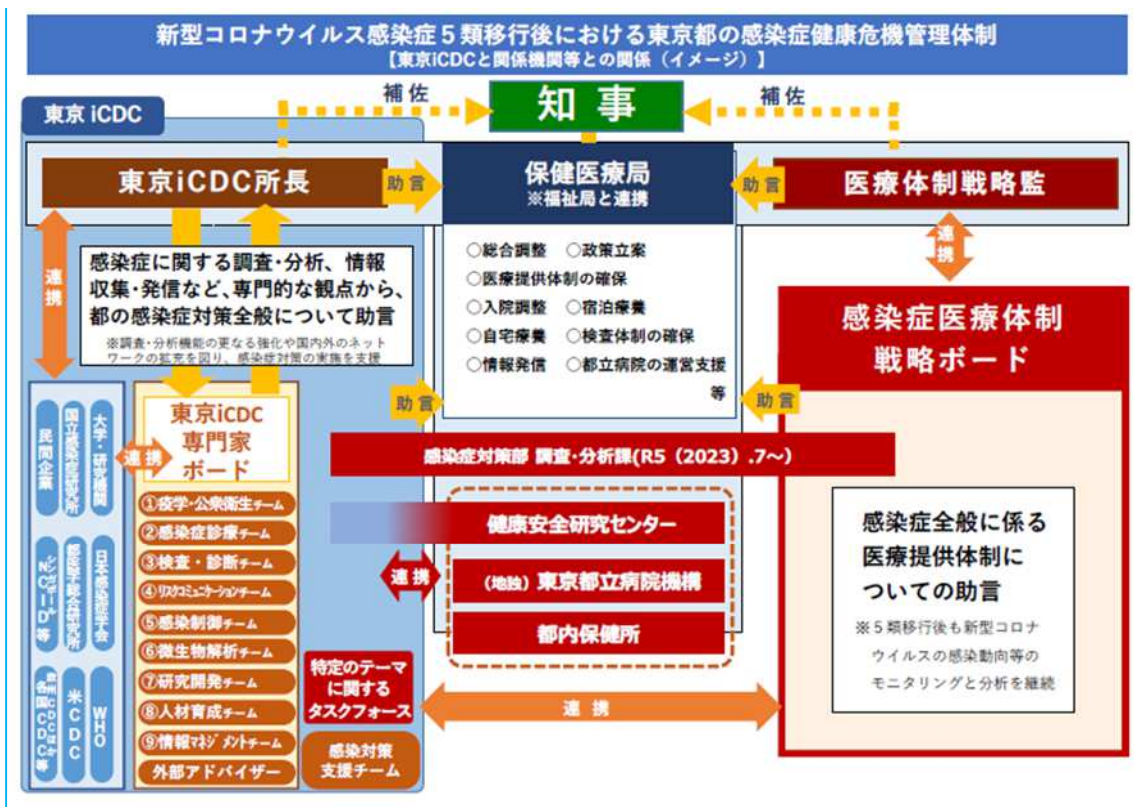 新型コロナウイルス感染症５類移行後における東京都の感染症健康危機管理体制
【東京iCDCと関係機関等との関係（イメージ）】
東京 iCDC
補佐
知事
補佐
東京iCDC所長
助言
保健医療局
※福祉局と連携
助言
医療体制戦略監
連携
感染症に関する調査･分析、情報
収集･発信など、専門的な観点から、
都の感染症対策全般について助言
※調査・分析機能の更なる強化や国内外のネット
ワークの拡充を図り、感染症対策の実施を支援
○総合調整　○政策立案
○医療提供体制の確保
○入院調整　○宿泊療養
○自宅療養　○検査体制の確保
○情報発信　○都立病院の運営支援
等
連携
感染症医療体制
戦略ボード
助言
助言
東京iCDC
専門家
ボード
連携
大学・研究機関
国立感染症研究所
民間企業
日本感染症学会
都医学総合研究所
シンガポール
NCID等
WHO
米CDC
各国CDC等
①疫学･公衆衛生チーム
②感染症診療チーム
③検査・診断チーム
④リスクコミュニケーションチーム
⑤感染制御チーム
⑥微生物解析チーム
⑦研究開発チーム
⑧人材育成チーム
⑨情報マネジメントチーム
外部アドバイザー
感染症対策部 調査･分析課(R5（2023）.7～)
健康安全研究センター
連携
（地独）東京都立病院機構
都内保健所
特定のテーマ
に関する
タスクフォース
感染対策
支援チーム
連携
感染症全般に係る
医療提供体制に
ついての助言
※５類移行後も新型コロナ
ウイルスの感染動向等の
モニタリングと分析を継続